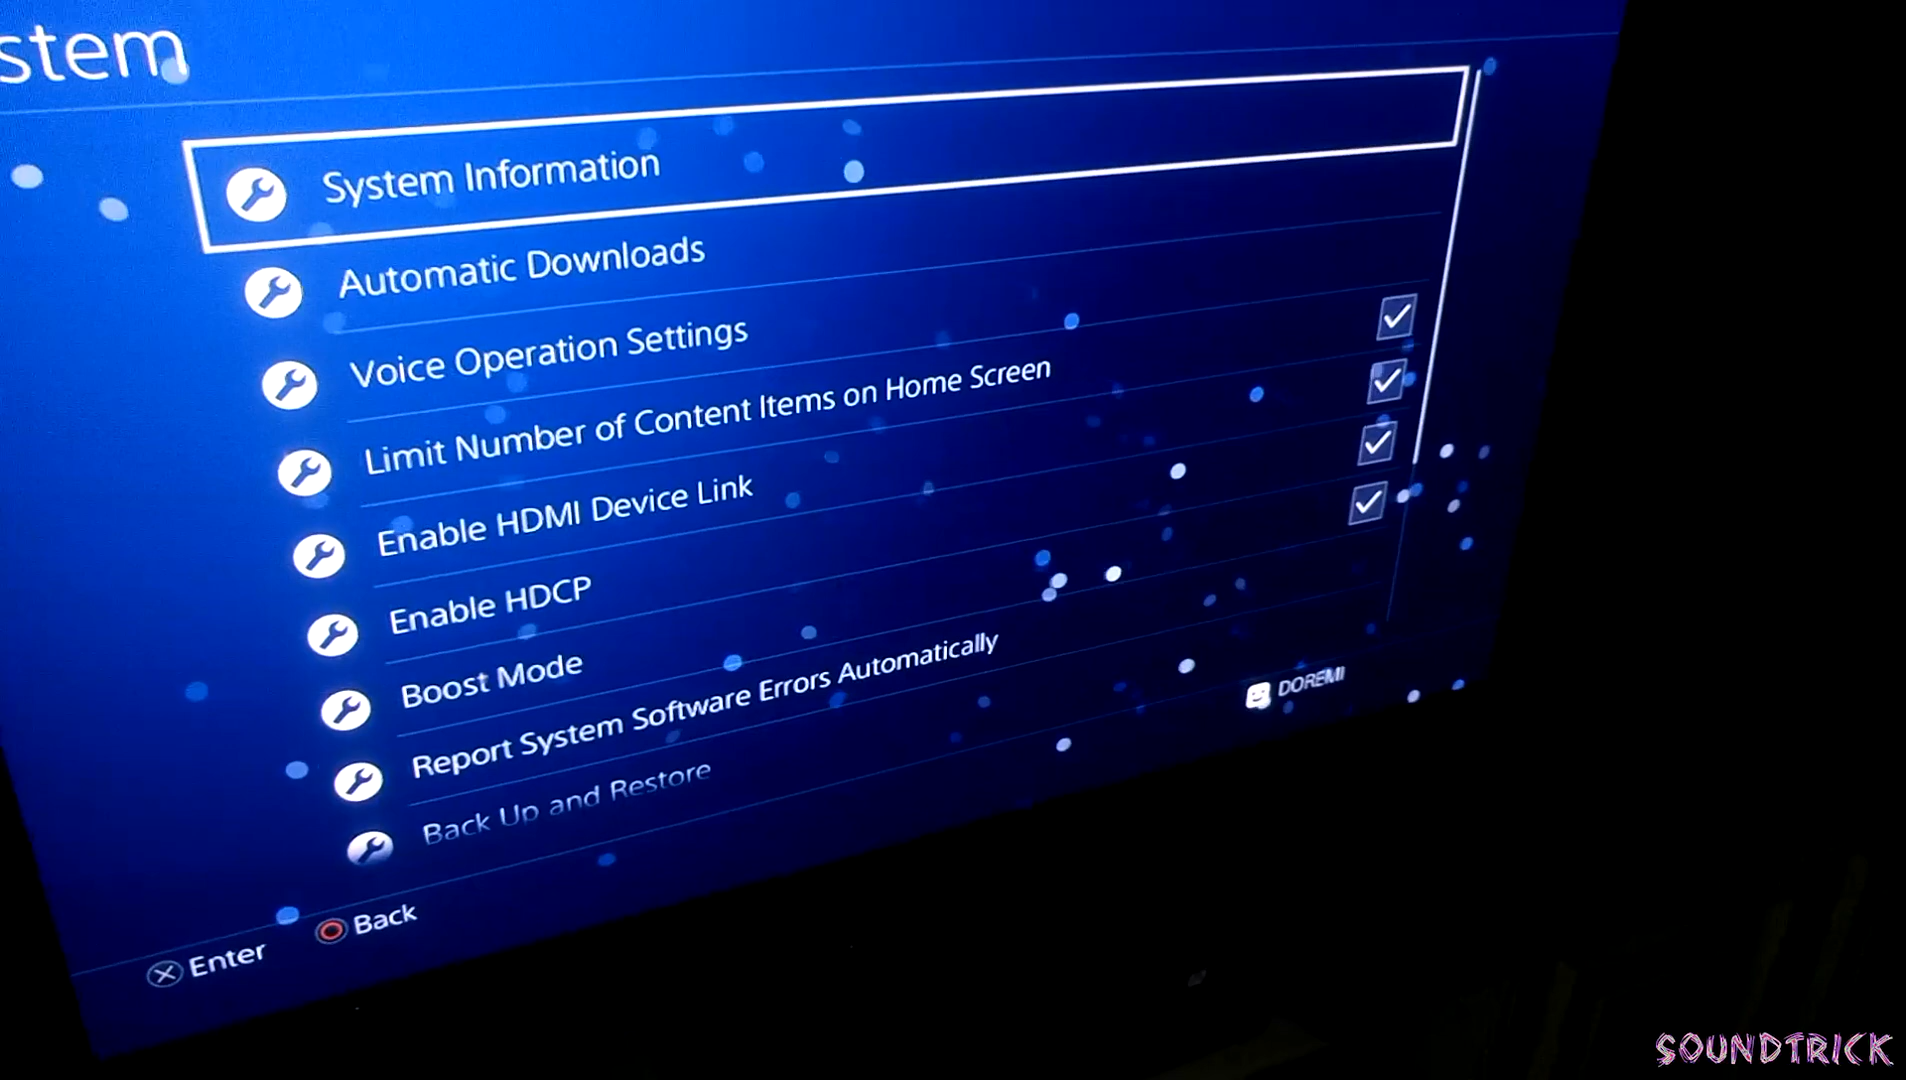 stem
System Information
Automatic Downloads
Voice Operation Settings
Limit Number of Content Items on Home Screen
Enable HDMI Device Link
Enable HDCP
Boost Mode
Report System Software Errors Automatically
Back Up and Restore
DOREMI
Enter Back
SOUNDTRICK